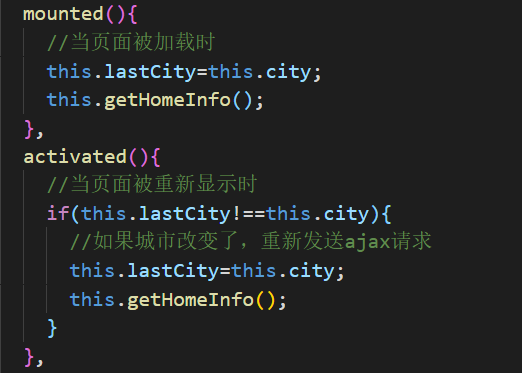 mounted(){
//当页面被加载时
this.lastCity=this.city;
this.getHomeInfo();
},
activated(){
//当页面被重新显示时
if(this.lastCity!==this.city){
//如果城市改变了，重新发送ajax请求
this.lastCity=this.city;
this.getHomeInfo();
}
},